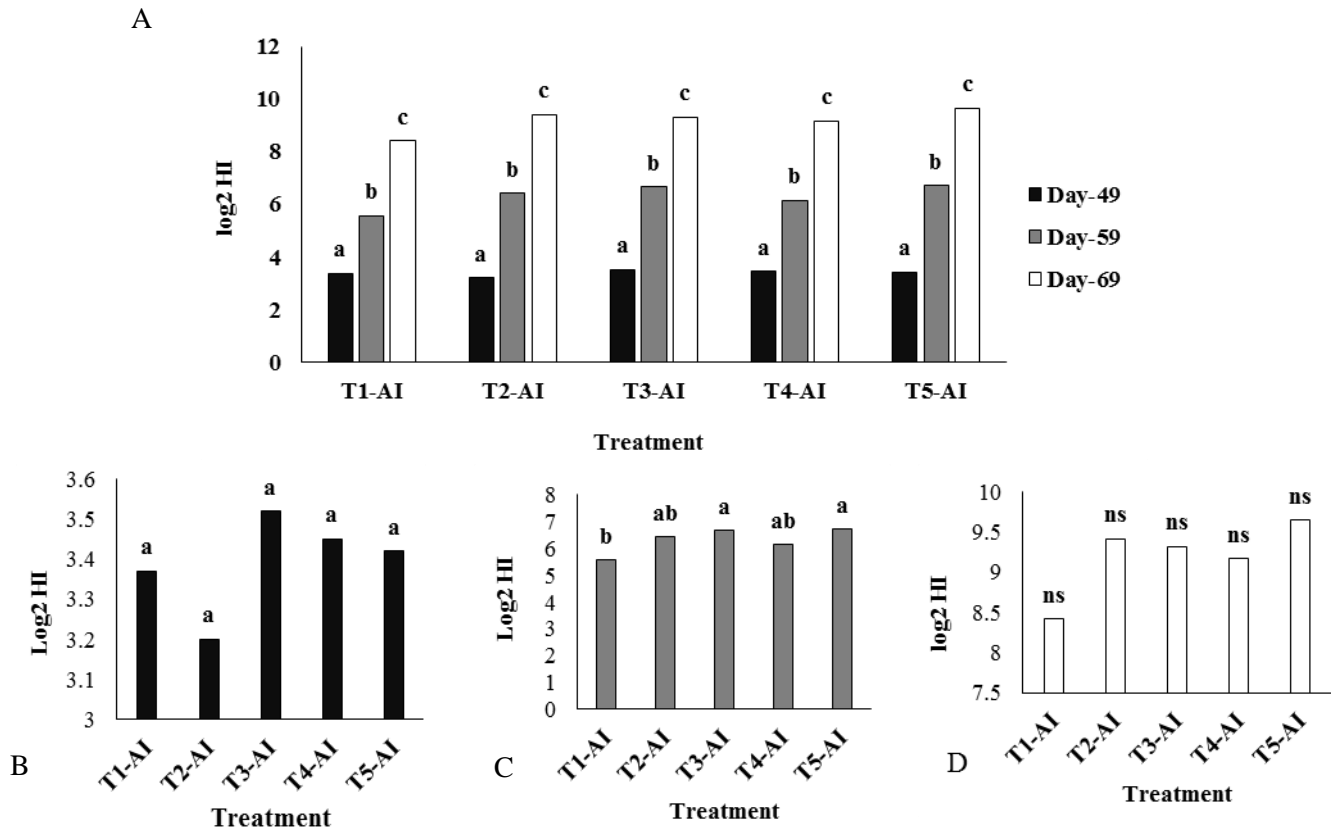 A
12
10
8
6
4
2
0
log2 HI
a b c a b c a b c a b c a b c
T1-AI T2-AI T3-AI T4-AI T5-AI
Treatment
Day-49
Day-59
Day-69
B
3.6
3.5
3.4
3.3
3.2
3.1
3
Log2 HI
a a a a a
T1-AI T2-AI T3-AI T4-AI T5-AI
Treatment
C
8
7
6
5
4
3
2
1
0
Log2 HI
b ab a ab a
T1-AI T2-AI T3-AI T4-AI T5-AI
Treatment
D
10
9.5
9
8.5
8
7.5
log2 HI
ns ns ns ns ns
T1-AI T2-AI T3-AI T4-AI T5-AI
Treatment